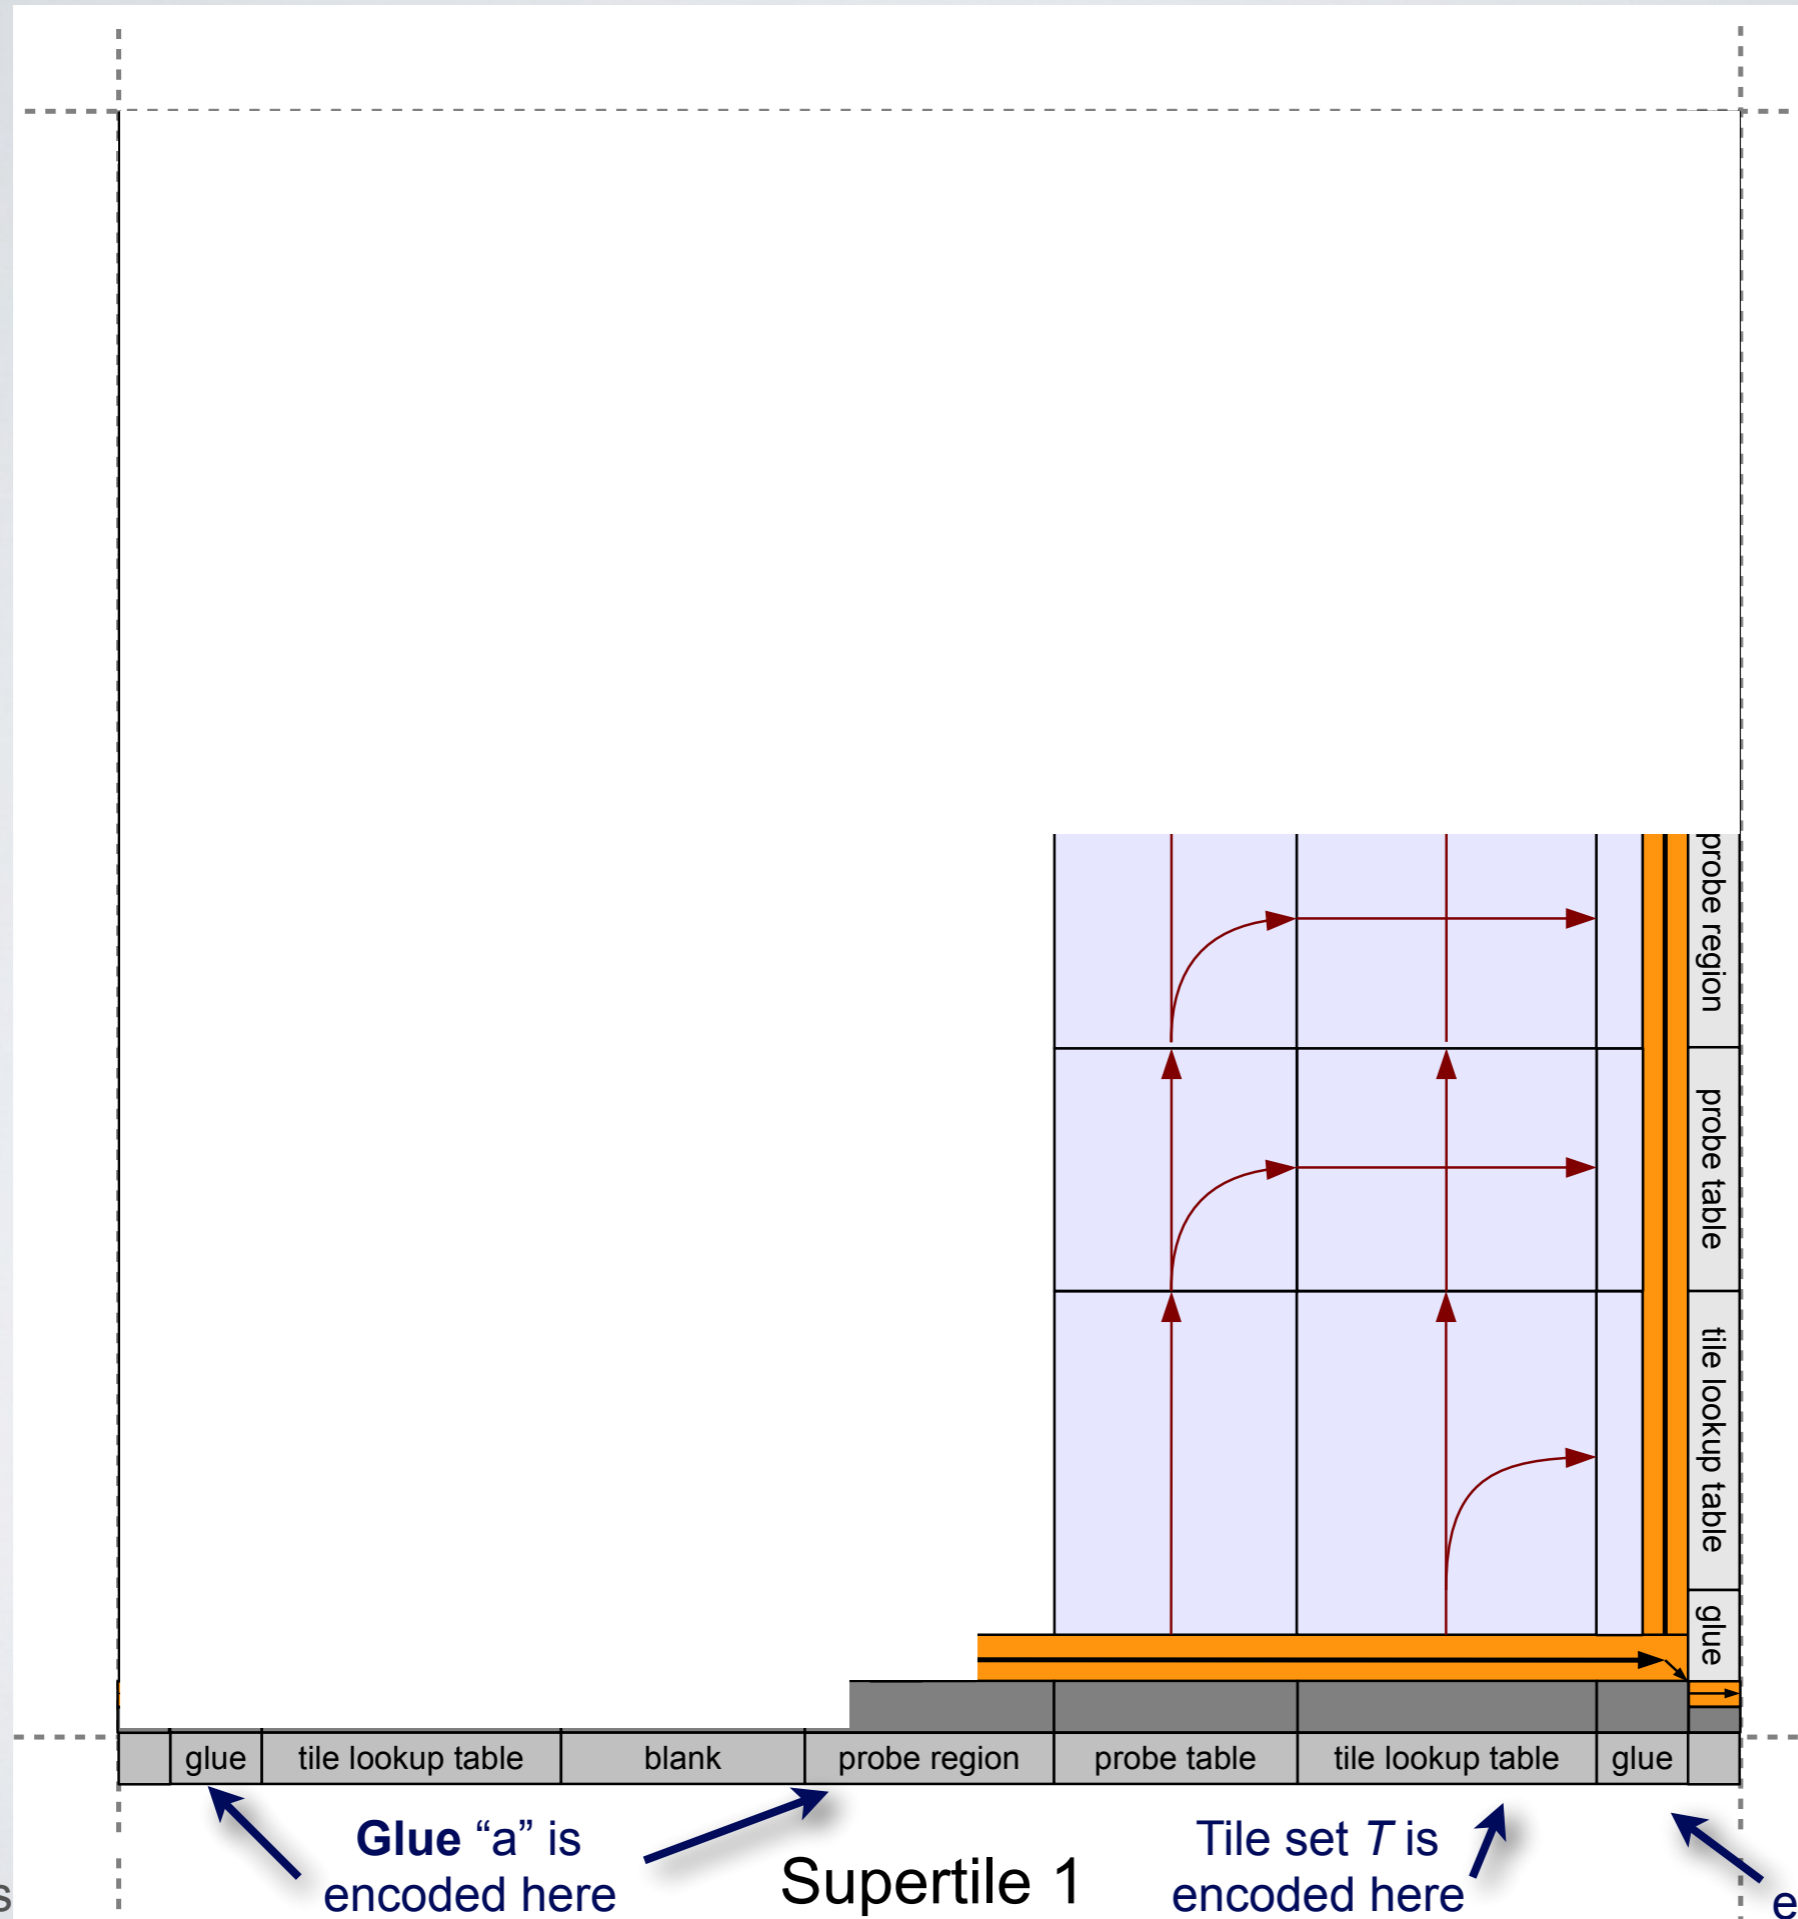 probe region
probe table
tile lookup table
glue
glue
tile lookup table
blank
probe region
probe table
tile lookup table
glue
Glue “a” is
encoded here
Supertile 1
Tile set T is
encoded here
s
e